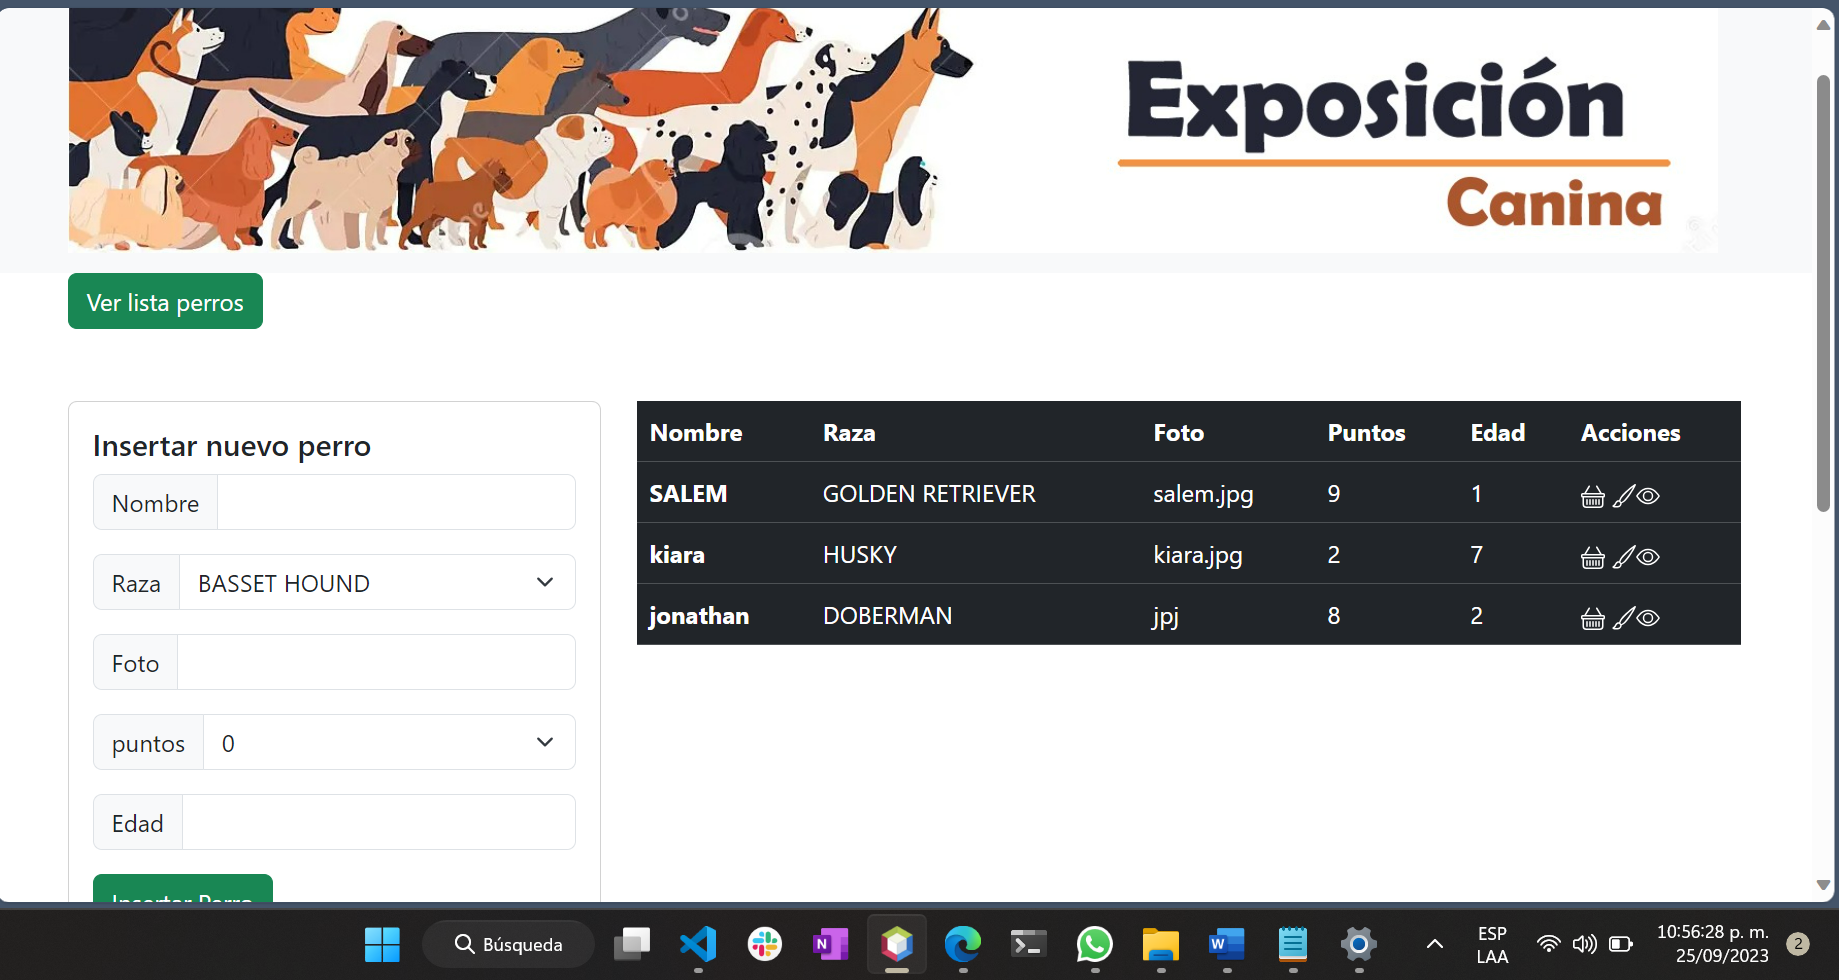 Exposición
Canina
Ver lista perros
Insertar nuevo perro
Nombre
Raza BASSET HOUND
Foto
puntos 0
Edad
Insertar Perro
Nombre Raza Foto Puntos Edad Acciones
SALEM GOLDEN RETRIEVER salem.jpg 9 1
kiara HUSKY kiara.jpg 2 7
jonathan DOBERMAN jpj 8 2
Búsqueda
ESP
LAA
10:56:28 p. m.
25/09/2023
2